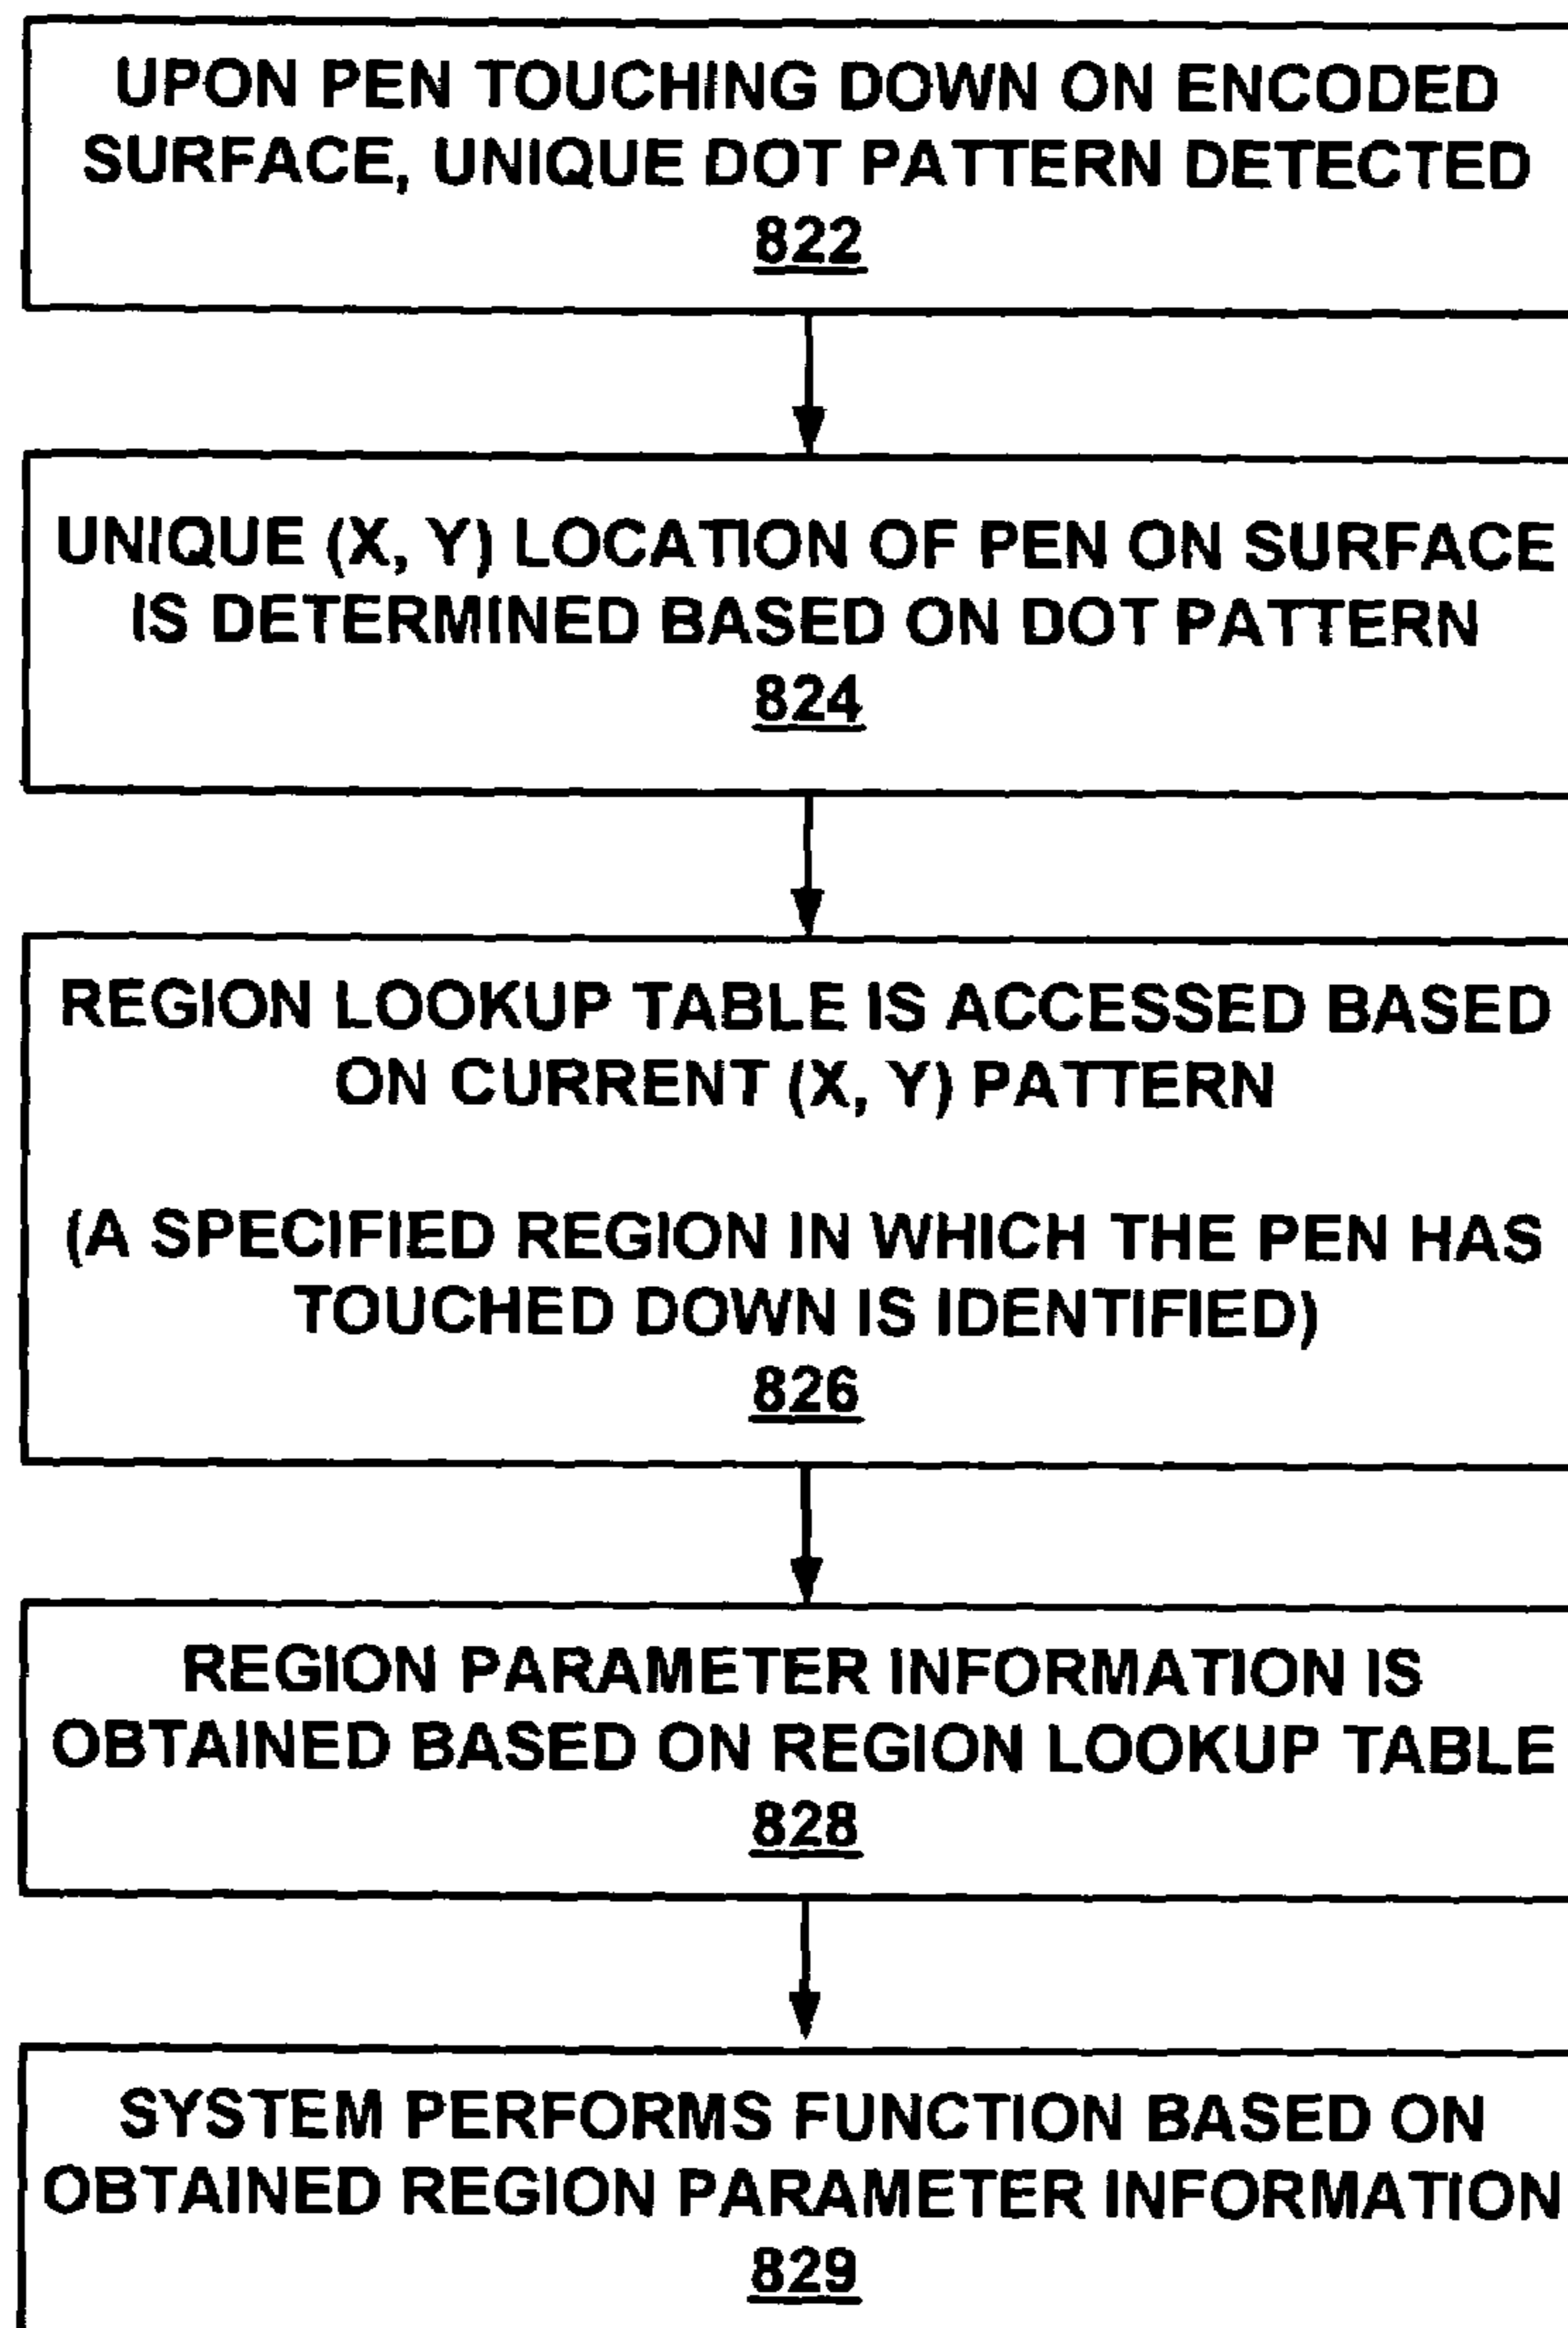 UPON PEN TOUCHING DOWN ON ENCODED
SURFACE, UNIQUE DOT PATTERN DETECTED
822
UNIQUE (X, Y) LOCATION OF PEN ON SURFACE
IS DETERMINED BASED ON DOT PATTERN
824
REGION LOOKUP TABLE IS ACCESSED BASED
ON CURRENT (X, Y) PATTERN
(A SPECIFIED REGION IN WHICH THE PEN HAS
TOUCHED DOWN IS IDENTIFIED)
826
REGION PARAMETER INFORMATION IS
OBTAINED BASED ON REGION LOOKUP TABLE
828
SYSTEM PERFORMS FUNCTION BASED ON
OBTAINED REGION PARAMETER INFORMATION
829